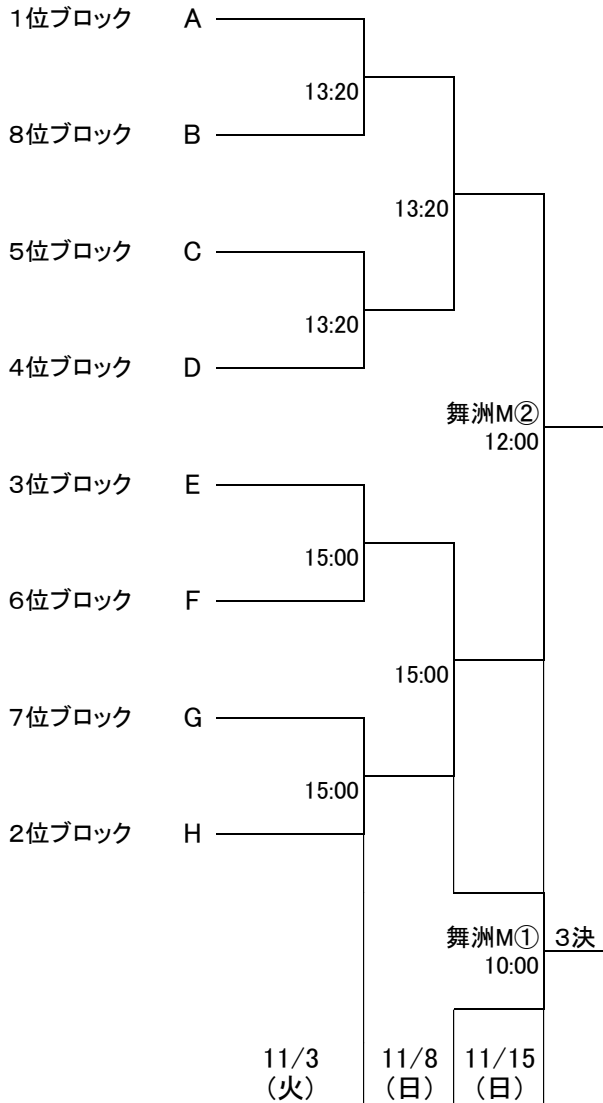 1位ブロック A
13:20
8位ブロック B
13:20
5位ブロック C
13:20
4位ブロック D
舞洲M②
12:00
3位ブロック E
15:00
6位ブロック F
15:00
7位ブロック G
15:00
2位ブロック H
舞洲M① 3決
10:00
11/3 11/8 11/15
（火） （日） （日）